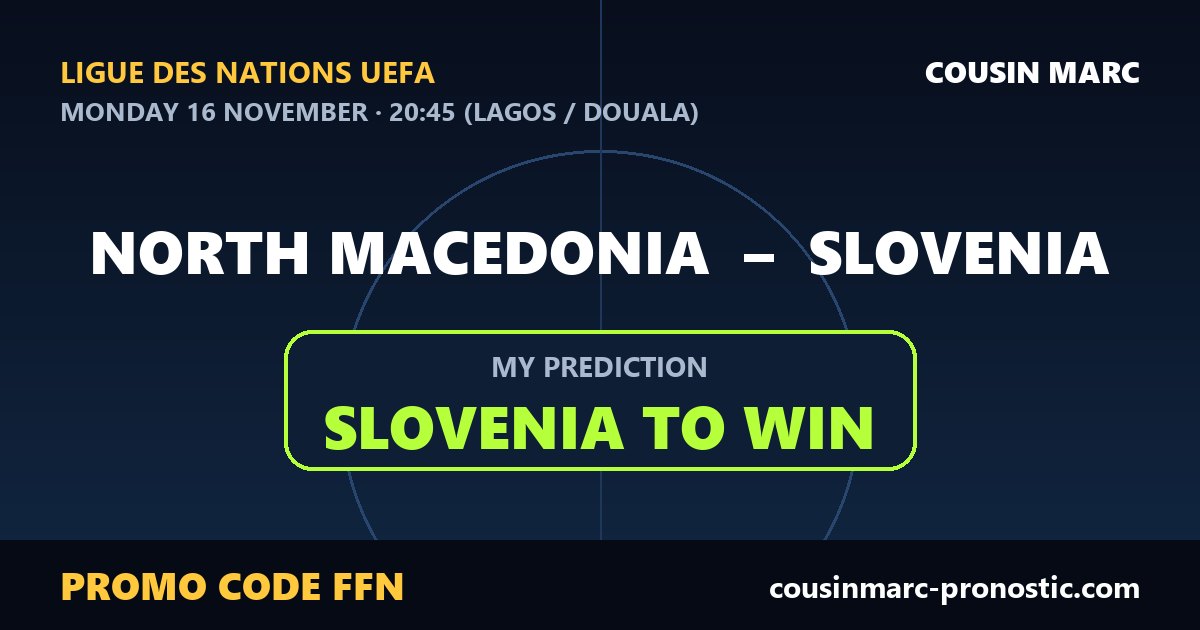 LIGUE DES NATIONS UEFA
COUSIN MARC
MONDAY 16 NOVEMBER · 20:45 (LAGOS / DOUALA)
NORTH MACEDONIA – SLOVENIA
MY PREDICTION
SLOVENIA TO WIN
PROMO CODE FFN
cousinmarc-pronostic.com